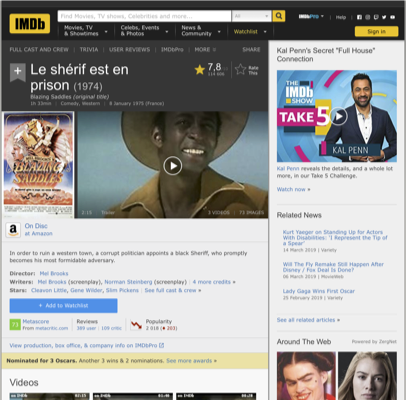 IMDb
Find Movies, TV shows, Celebrities and more...
All
IMDbPro
Help
Movies, TV & Showtimes
Celebs, Events & Photos
News & Community
Watchlist
Sign in
FULL CAST AND CREW | TRIVIA | USER REVIEWS | IMDbPro | MORE
SHARE
Le shérif est en
prison (1974)
Blazing Saddles (original title)
1h 33min | Comedy, Western | 8 January 1975 (France)
7,8
Rate
This
BLAZING
SADDLES
2:15 Trailer
2 VIDEOS 73 IMAGES
On Disc
at Amazon
In order to ruin a western town, a corrupt politician appoints a black Sheriff, who promptly
becomes his most formidable adversary.
Director: Mel Brooks
Writers: Mel Brooks (screenplay), Norman Steinberg (screenplay) | 4 more credits »
Stars: Cleavon Little, Gene Wilder, Slim Pickens | See full cast & crew »
+ Add to Watchlist
Metascore
From metacritic.com
Reviews
389 user | 109 critic
Popularity
2 018 (203)
View production, box office, & company info on IMDbPro
Nominated for 3 Oscars. Another 3 wins & 2 nominations. See more awards »
Videos
Kal Penn's Secret "Full House"
Connection
THE
IMDb
SHOW
TAKE 5
KAL PENN
Kal Penn reveals the details, and a whole lot
more, in our Take 5 Challenge.
Watch now »
Related News
Kurt Yaeger on Standing Up for Actors
With Disabilities: 'I Represent the Tip of
a Spear'
14 March 2019 | Variety
Will The Fly Remake Still Happen After
Disney / Fox Deal Is Done?
06 March 2019 | MovieWeb
Lady Gaga Wins First Oscar
25 February 2019 | Variety
See all related articles »
Around The Web
Powered by ZergNet